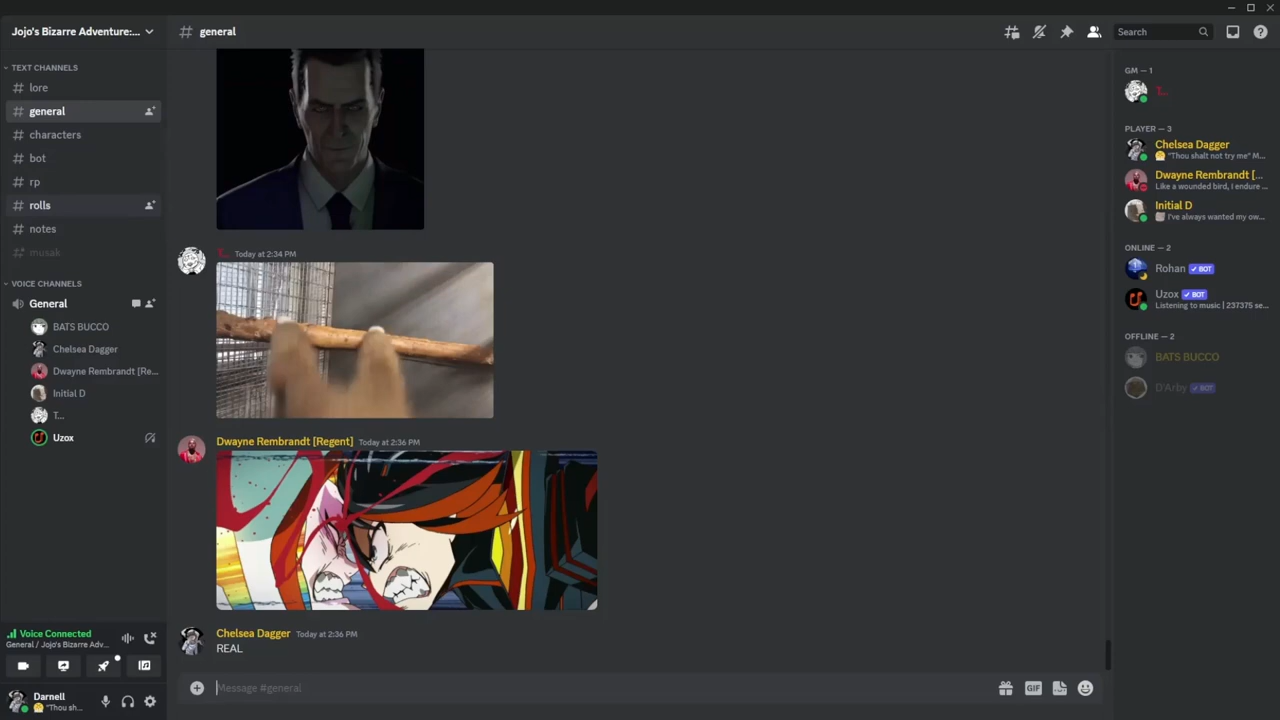 Jojo's Bizarre Adventure:...
TEXT CHANNELS
lore
general
characters
bot
rp
rolls
notes
musak
VOICE CHANNELS
General
BATS BUCCO
Chelsea Dagger
Dwayne Rembrandt [Re...
Initial D
T...
Uzox
Voice Connected
General / Jojo's Bizarre Adv...
Darnell
"Thou sh...
# general
Search
T... Today at 2:34 PM
Dwayne Rembrandt [Regent] Today at 2:36 PM
Chelsea Dagger Today at 2:36 PM
REAL
Message #general
GIF
GM — 1
T...
PLAYER — 3
Chelsea Dagger
"Thou shalt not try me" M...
Dwayne Rembrandt [...
Like a wounded bird, I endure ...
Initial D
I've always wanted my ow...
ONLINE — 2
Rohan BOT
Uzox BOT
Listening to music | 237375 se...
OFFLINE — 2
BATS BUCCO
D'Arby BOT